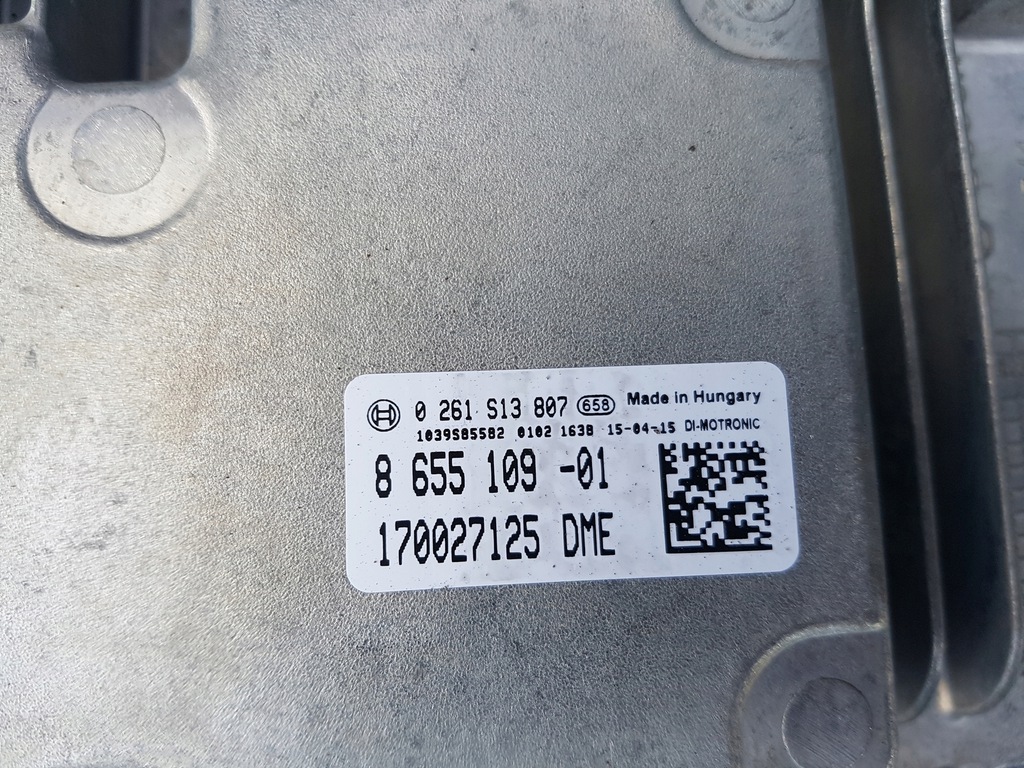 0 261 S13 807 658 Made in Hungary
1039S85582 0102 1638 15-04-15 DI-MOTRONIC
8 655 109 -01
170027125 DME